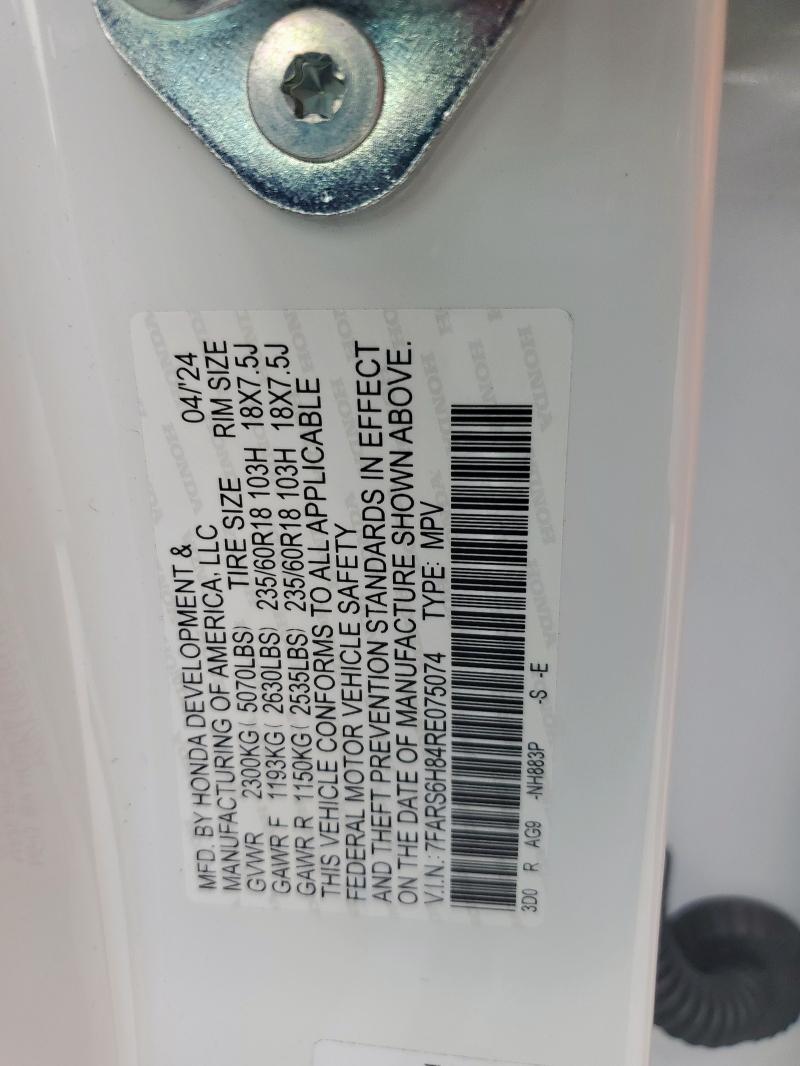 MFD. BY HONDA DEVELOPMENT &
MANUFACTURING OF AMERICA, LLC 04/'24
GVWR 2300KG( 5070LBS) TIRE SIZE RIM SIZE
GAWR F 1193KG( 2630LBS) 235/60R18 103H 18X7.5J
GAWR R 1150KG( 2535LBS) 235/60R18 103H 18X7.5J
THIS VEHICLE CONFORMS TO ALL APPLICABLE
FEDERAL MOTOR VEHICLE SAFETY
AND THEFT PREVENTION STANDARDS IN EFFECT
ON THE DATE OF MANUFACTURE SHOWN ABOVE.
V.I.N.: 7FARS6H84RE075074 TYPE: MPV
3D0 R AG9 -NH883P -S -E